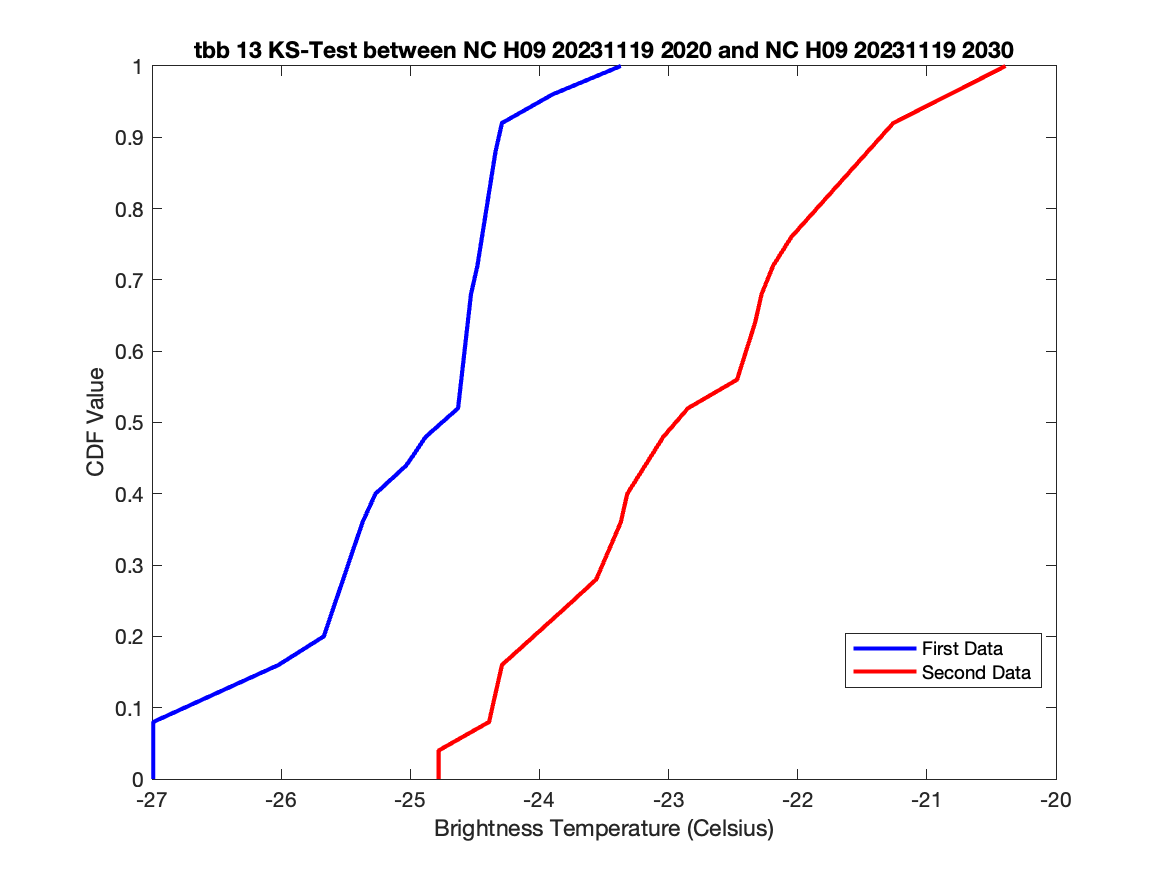 tbb 13 KS-Test between NC H09 20231119 2020 and NC H09 20231119 2030
1
0.9
0.8
0.7
0.6
0.5
0.4
0.3
0.2
0.1
0
CDF Value
-27 -26 -25 -24 -23 -22 -21 -20
Brightness Temperature (Celsius)
First Data
Second Data